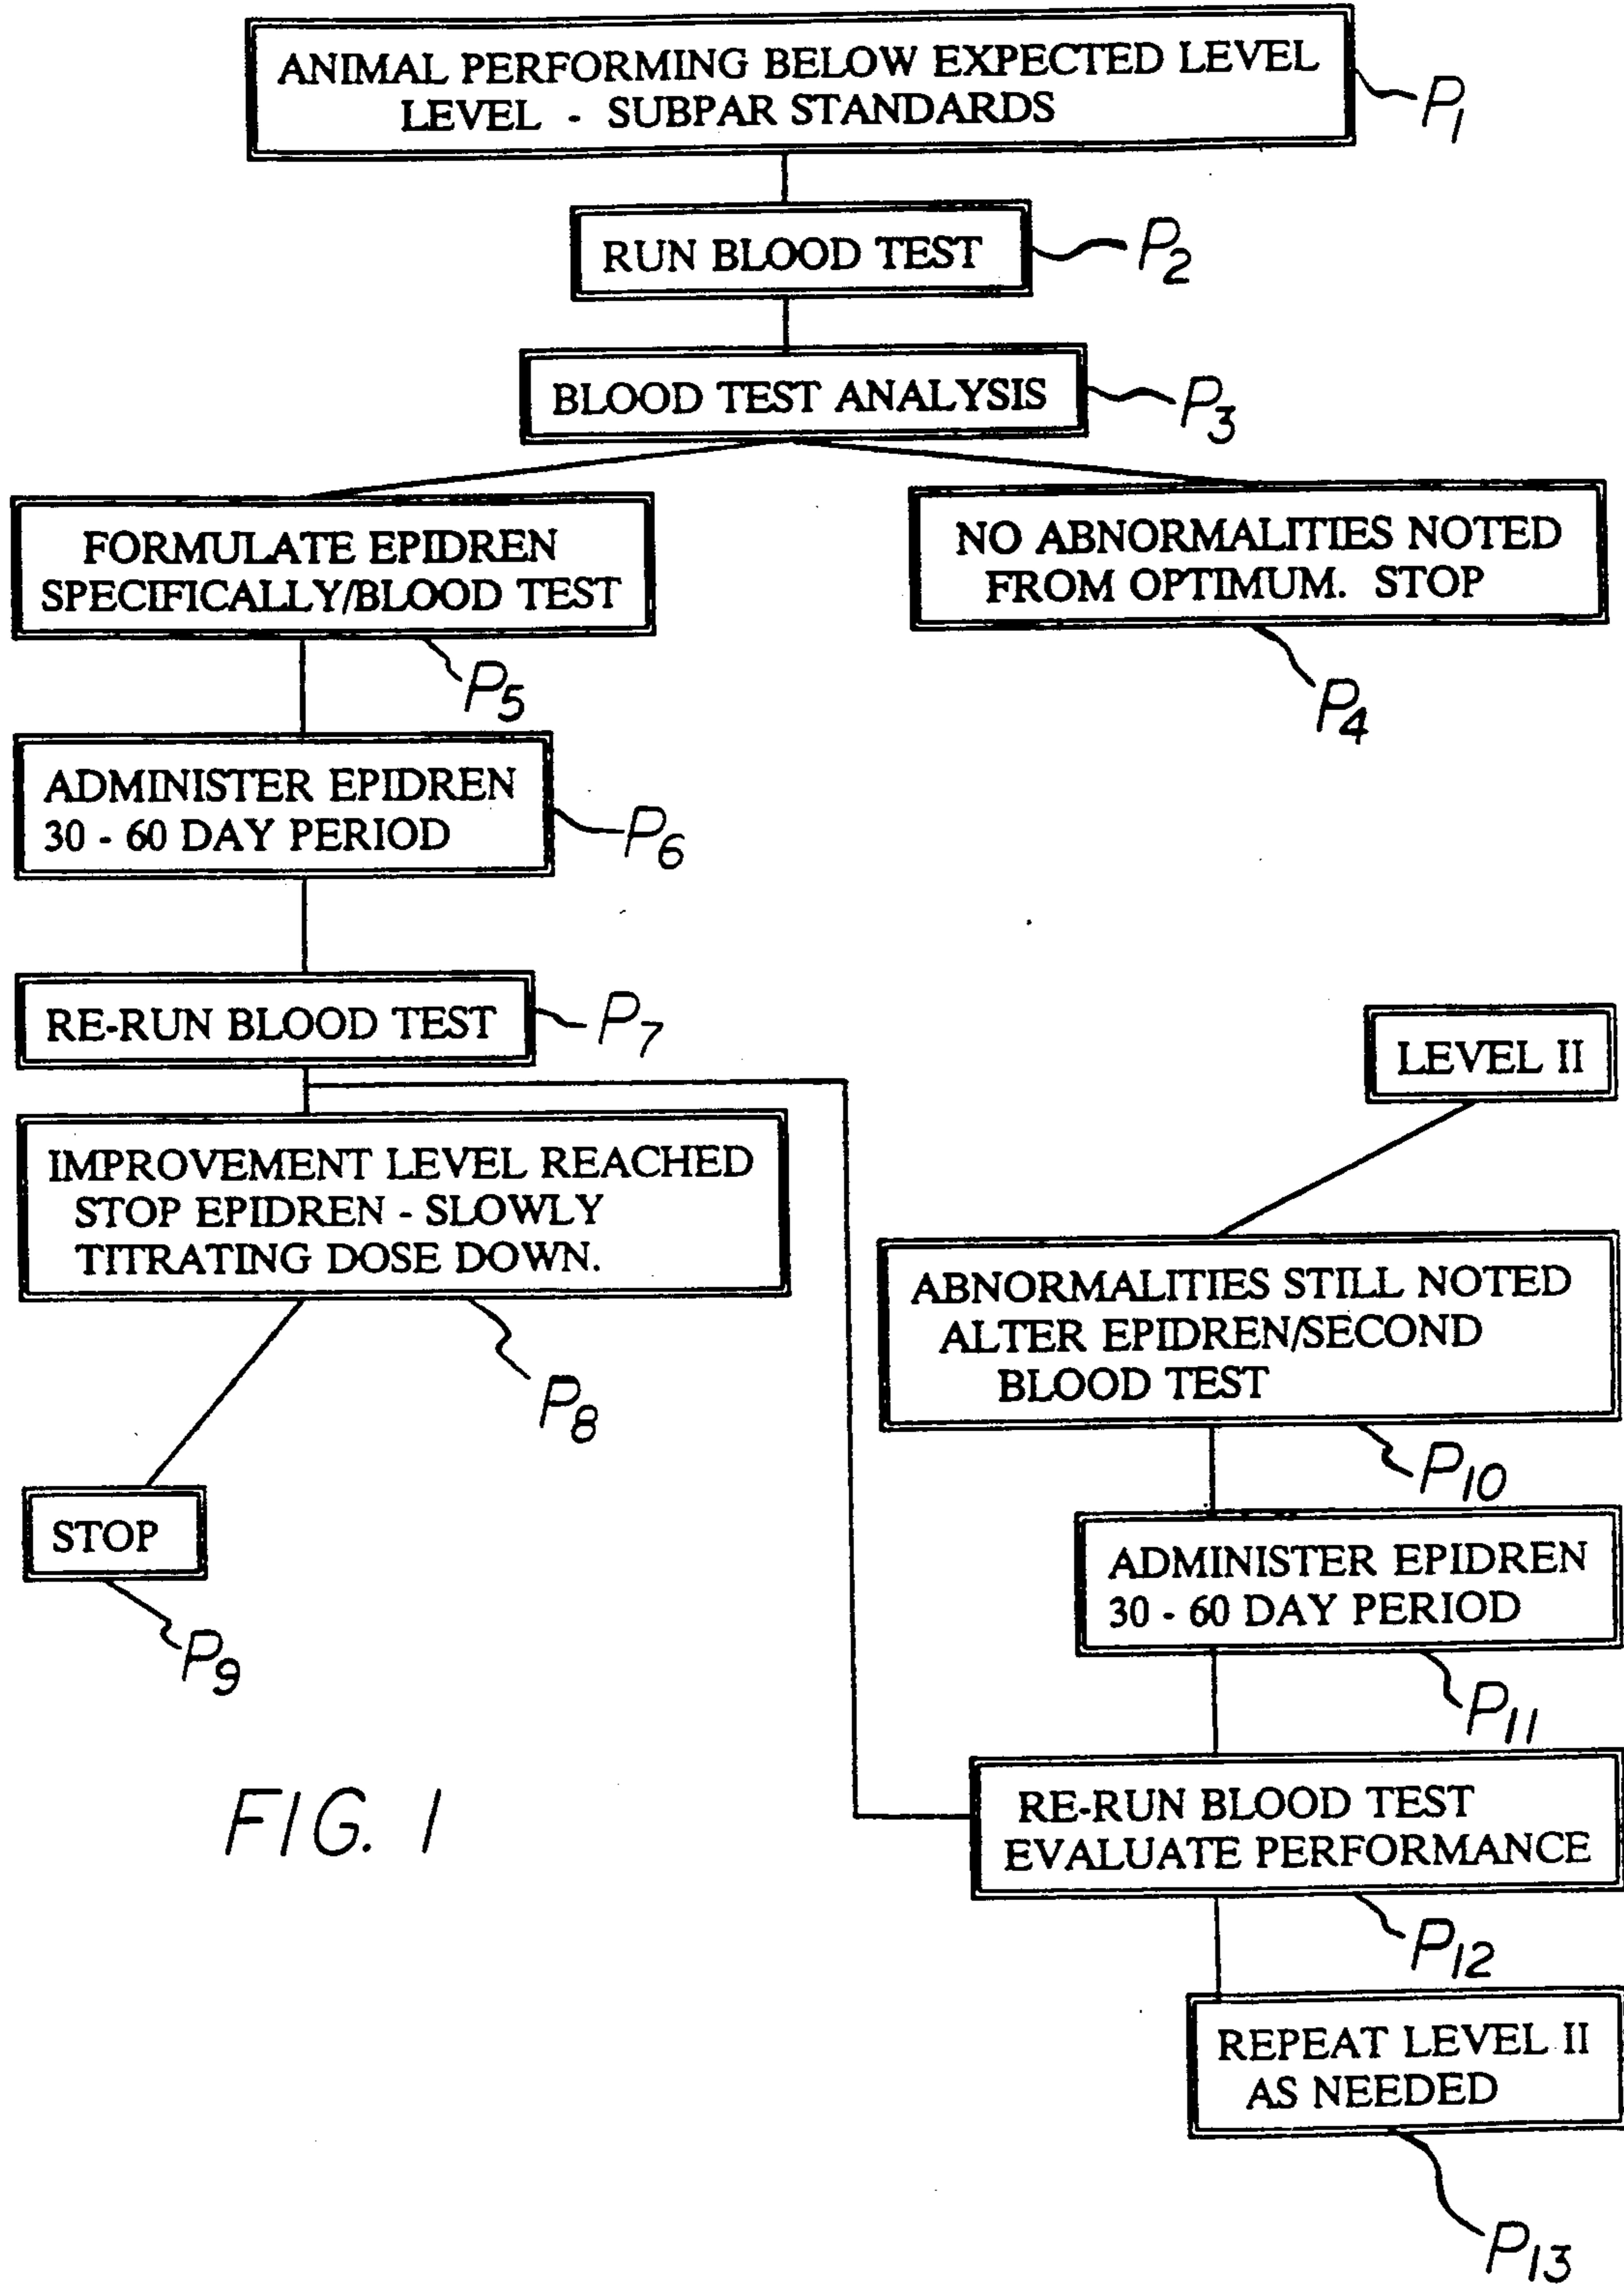 ANIMAL PERFORMING BELOW EXPECTED LEVEL
LEVEL - SUBPAR STANDARDS
P1
RUN BLOOD TEST
P2
BLOOD TEST ANALYSIS
P3
FORMULATE EPIDREN
SPECIFICALLY/BLOOD TEST
P5
NO ABNORMALITIES NOTED
FROM OPTIMUM. STOP
P4
ADMINISTER EPIDREN
30 - 60 DAY PERIOD
P6
RE-RUN BLOOD TEST
P7
IMPROVEMENT LEVEL REACHED
STOP EPIDREN - SLOWLY
TITRATING DOSE DOWN.
P8
STOP
P9
LEVEL II
ABNORMALITIES STILL NOTED
ALTER EPIDREN/SECOND
BLOOD TEST
P10
ADMINISTER EPIDREN
30 - 60 DAY PERIOD
P11
RE-RUN BLOOD TEST
EVALUATE PERFORMANCE
P12
REPEAT LEVEL II
AS NEEDED
P13
FIG. 1